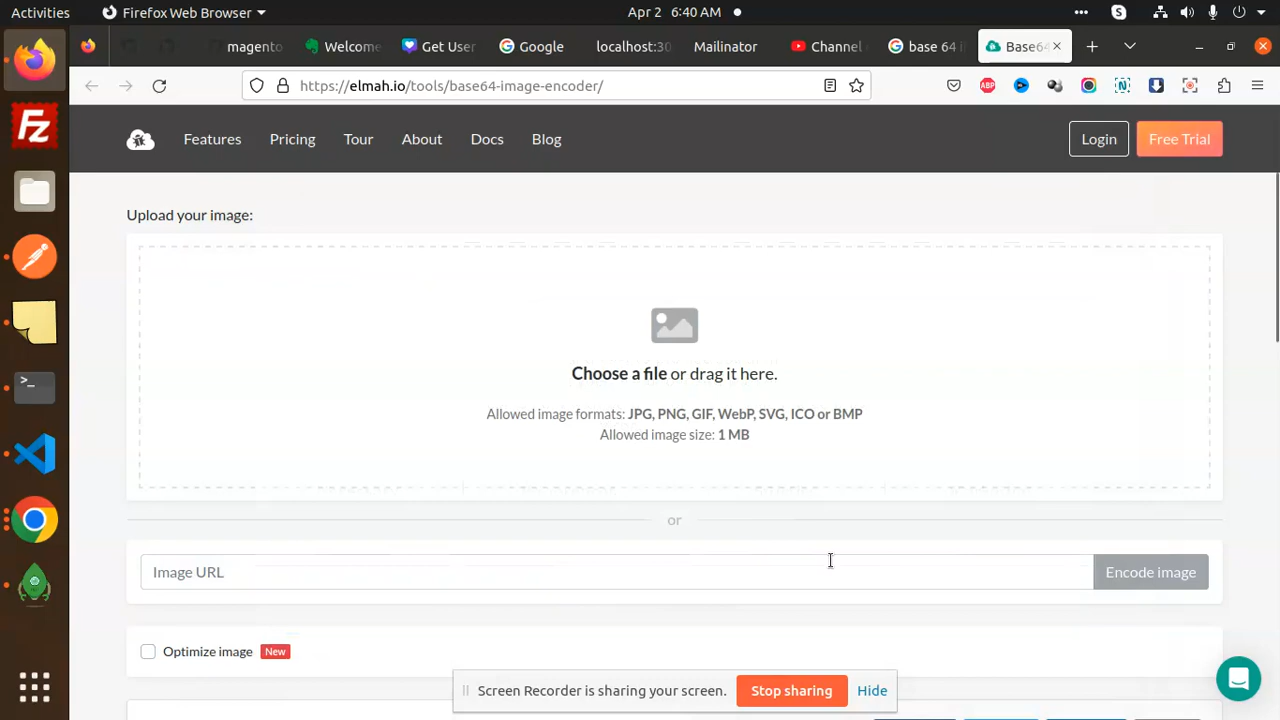 Activities
Firefox Web Browser
Apr 2 6:40 AM
magento
Welcome
Get User
Google
localhost:30
Mailinator
Channel
base 64 i
Base64
https://elmah.io/tools/base64-image-encoder/
Features
Pricing
Tour
About
Docs
Blog
Login
Free Trial
Upload your image:
Choose a file or drag it here.
Allowed image formats: JPG, PNG, GIF, WebP, SVG, ICO or BMP
Allowed image size: 1 MB
or
Image URL
Encode image
Optimize image New
Screen Recorder is sharing your screen.
Stop sharing
Hide